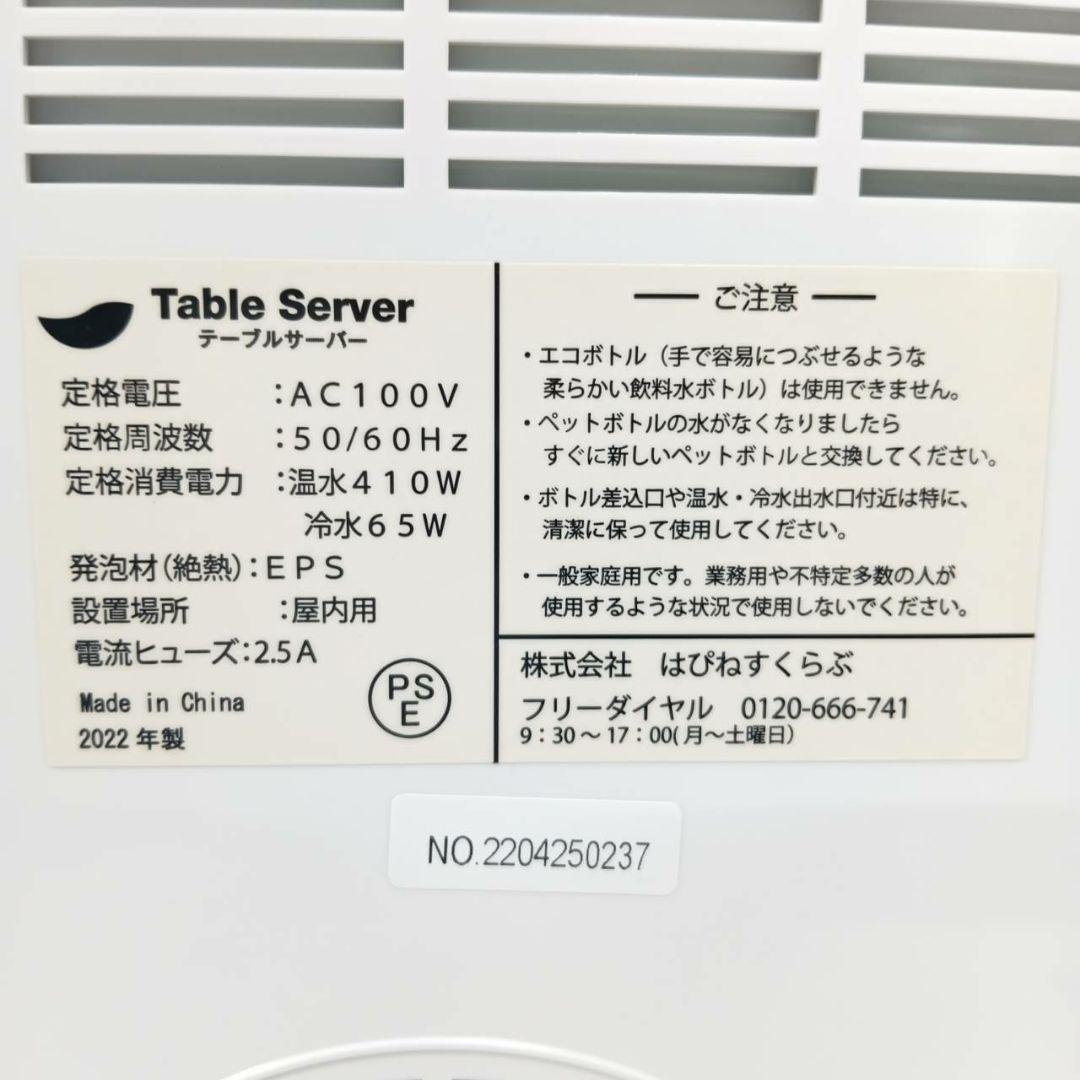 Table Server
テーブルサーバー
定格電圧　　　：ＡＣ１００Ｖ
定格周波数　　：５０/６０Ｈｚ
定格消費電力　：温水４１０Ｗ
冷水６５Ｗ
発泡材（絶熱）：ＥＰＳ
設置場所　　　：屋内用
電流ヒューズ：2.5Ａ
Made in China
2022 年製
PS
E
ご注意
・エコボトル（手で容易につぶせるような
柔らかい飲料水ボトル）は使用できません。
・ペットボトルの水がなくなりましたら
すぐに新しいペットボトルと交換してください。
・ボトル差込口や温水・冷水出水口付近は特に、
清潔に保って使用してください。
・一般家庭用です。業務用や不特定多数の人が
使用するような状況で使用しないでください。
株式会社　はぴねすくらぶ
フリーダイヤル　0120-666-741
9：30～17：00（月～土曜日）
NO.2204250237